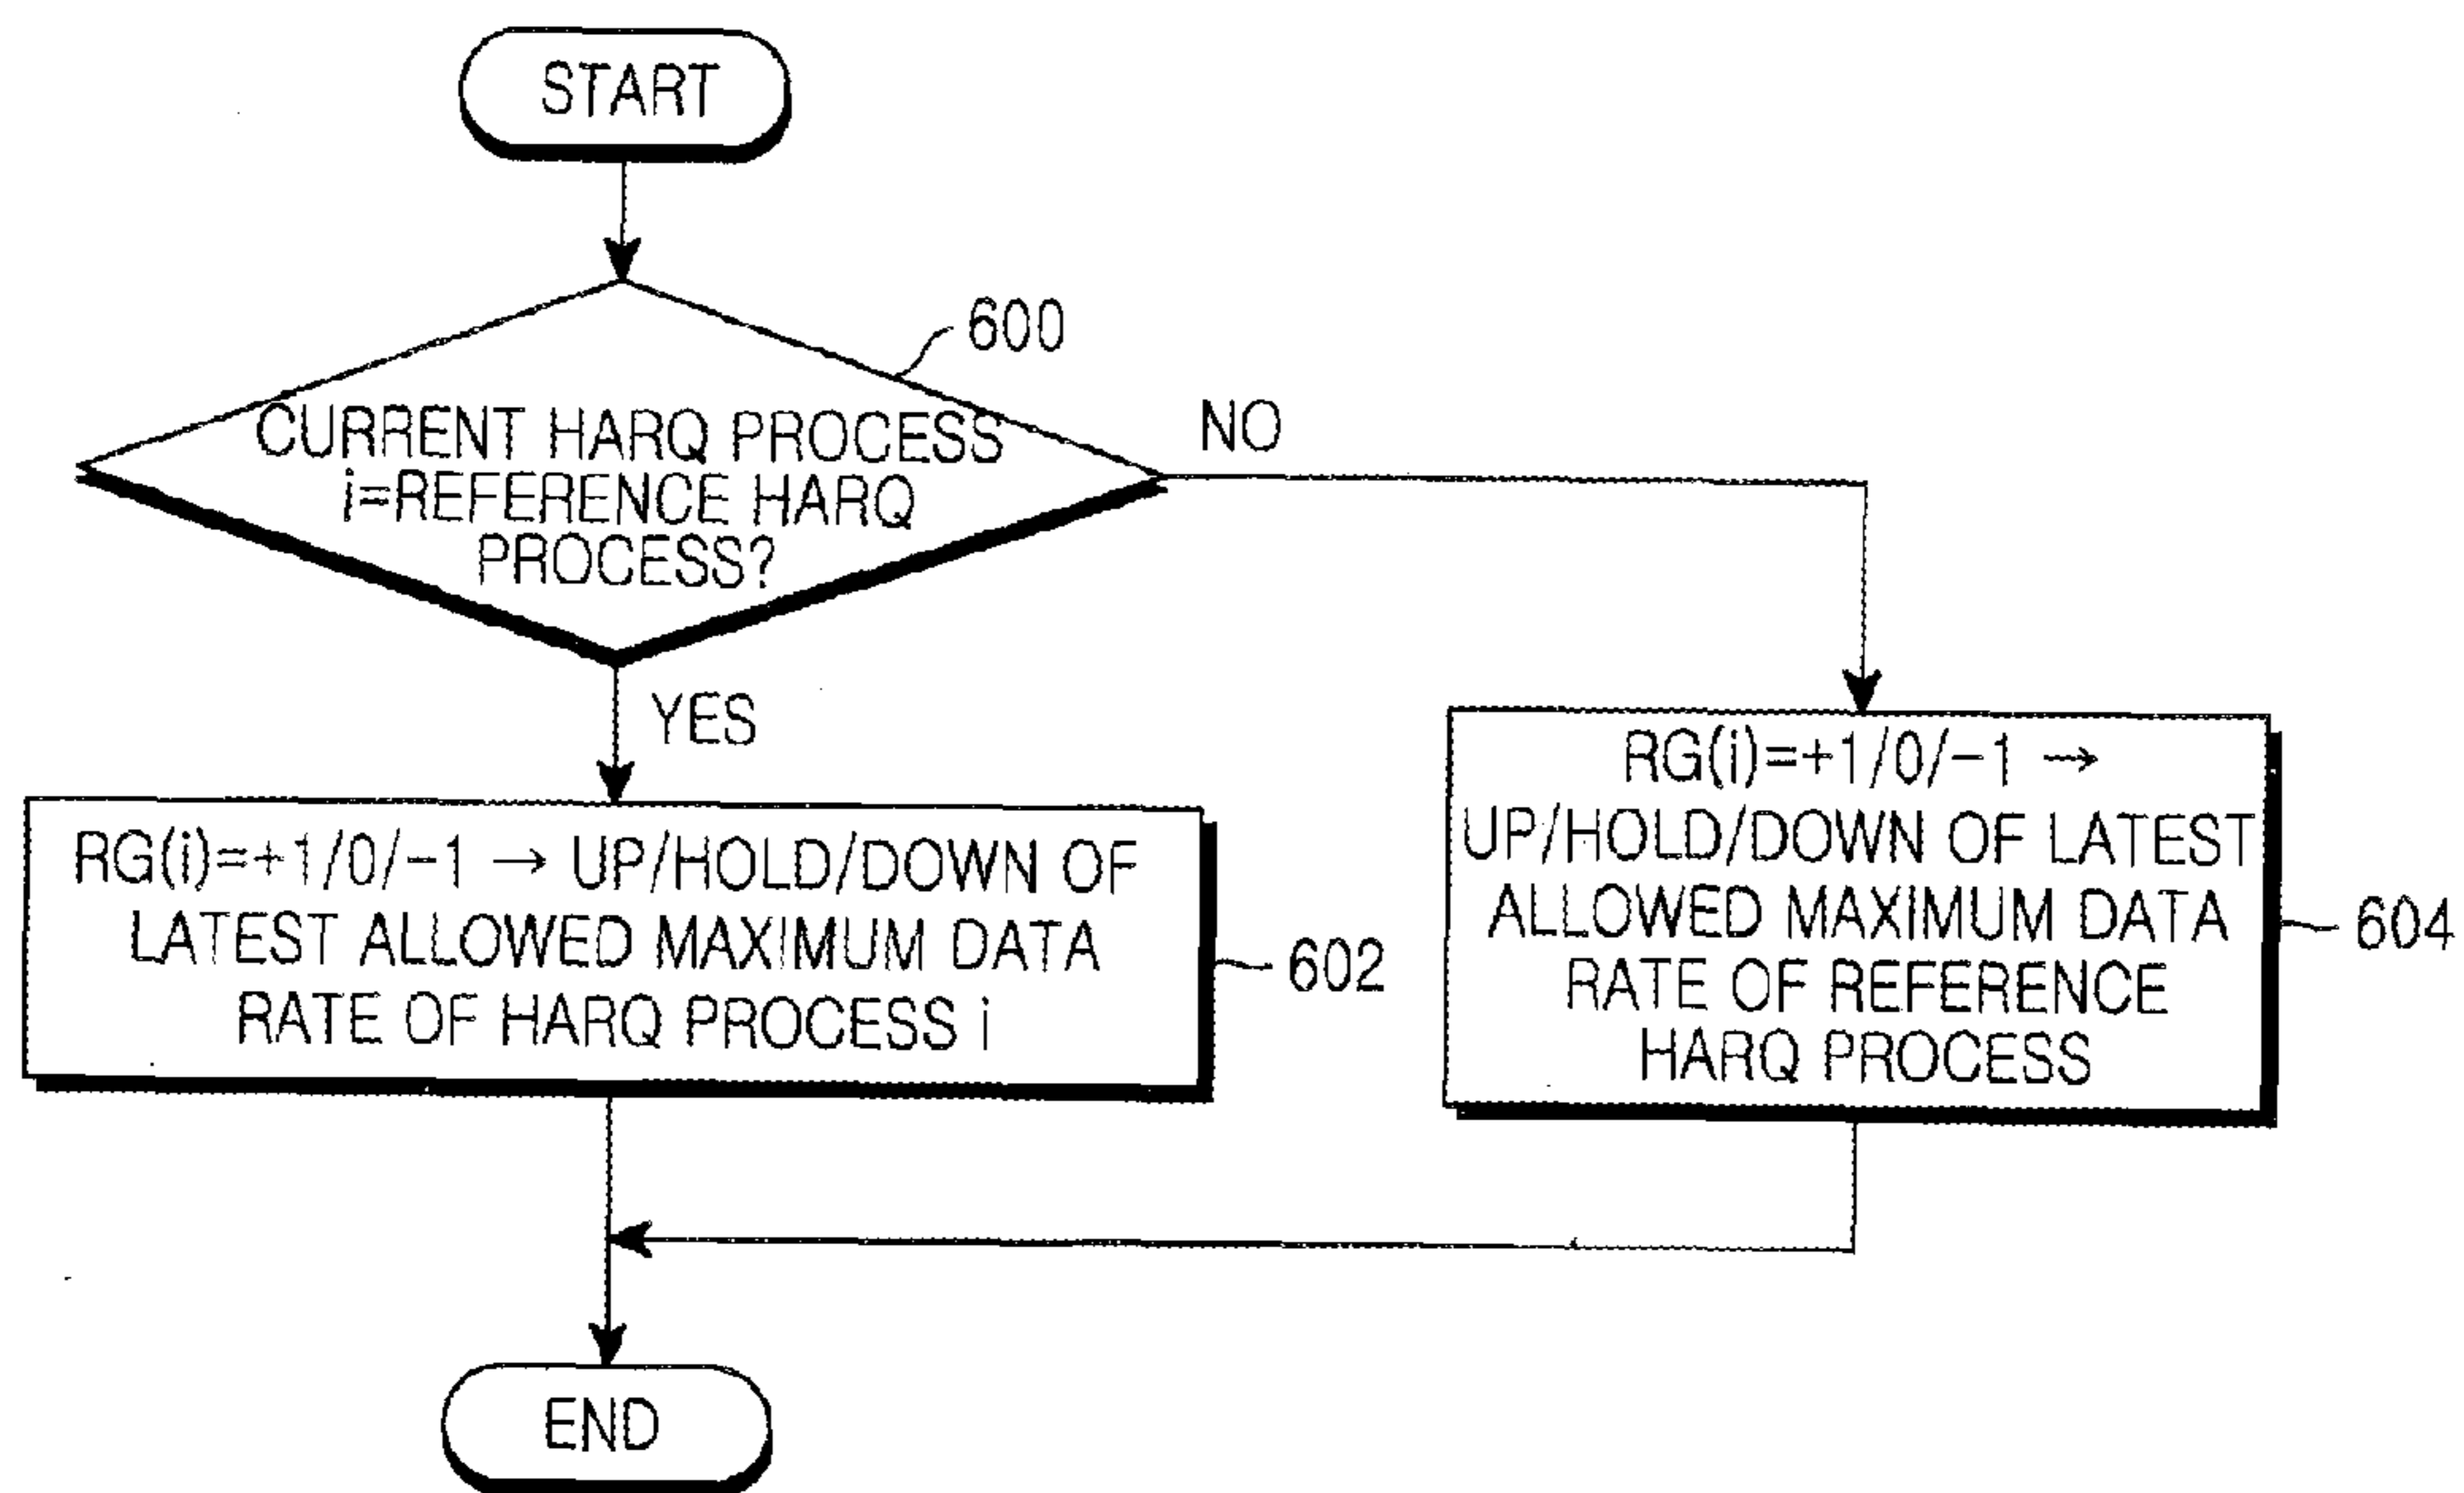 START
600
CURRENT HARQ PROCESS
i=REFERENCE HARQ
PROCESS?
NO
YES
RG(i)=+1/0/−1 →
UP/HOLD/DOWN OF LATEST
ALLOWED MAXIMUM DATA
RATE OF REFERENCE
HARQ PROCESS
604
RG(i)=+1/0/−1 → UP/HOLD/DOWN OF
LATEST ALLOWED MAXIMUM DATA
RATE OF HARQ PROCESS i
602
END